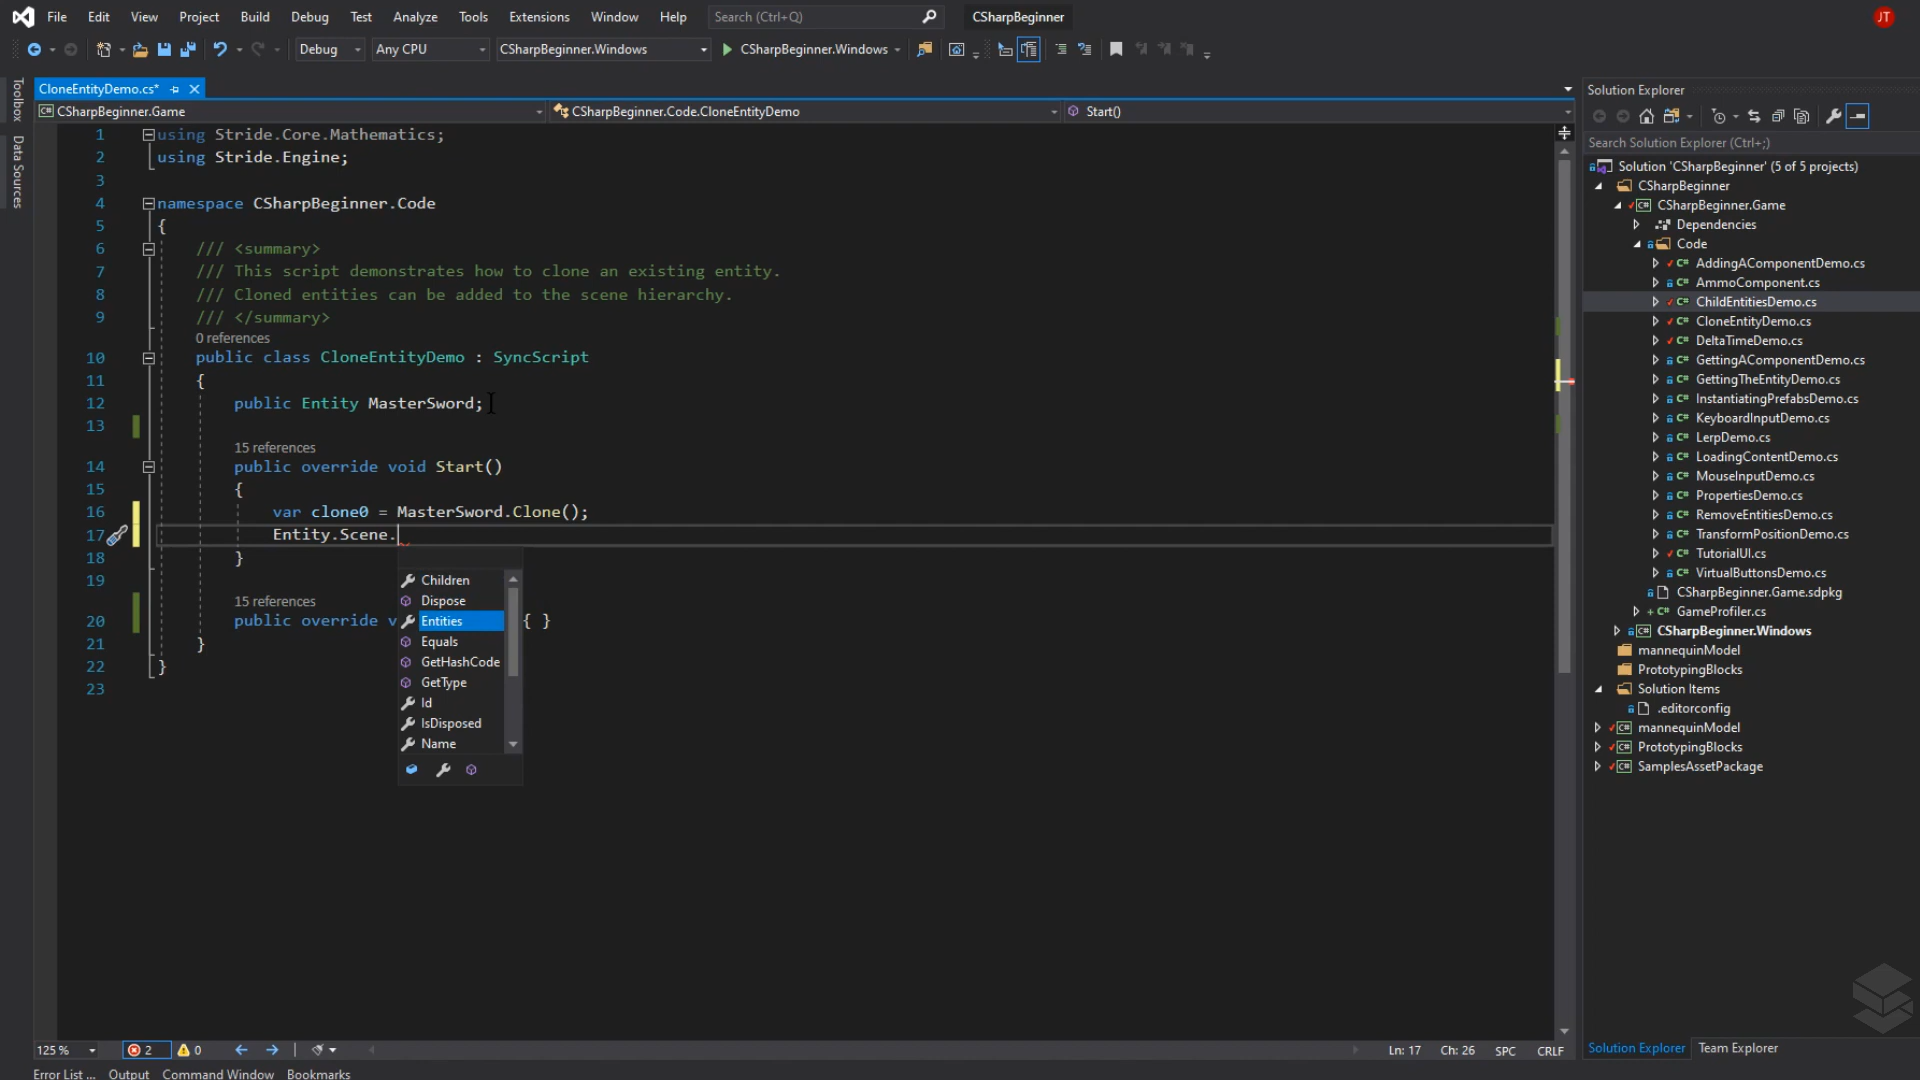 File Edit View Project Build Debug Test Analyze Tools Extensions Window Help Search (Ctrl+Q) CSharpBeginner JT
Debug Any CPU CSharpBeginner.Windows CSharpBeginner.Windows
Toolbox
Data Sources
CloneEntityDemo.cs*
CSharpBeginner.Game CSharpBeginner.Code.CloneEntityDemo Start()
1 using Stride.Core.Mathematics;
2 using Stride.Engine;
3
4 namespace CSharpBeginner.Code
5 {
6 /// <summary>
7 /// This script demonstrates how to clone an existing entity.
8 /// Cloned entities can be added to the scene hierarchy.
9 /// </summary>
0 references
10 public class CloneEntityDemo : SyncScript
11 {
12 public Entity MasterSword;
13
15 references
14 public override void Start()
15 {
16 var clone0 = MasterSword.Clone();
17 Entity.Scene.
18 }
19
15 references
20 public override v { }
21 }
22 }
23
Children
Dispose
Entities
Equals
GetHashCode
GetType
Id
IsDisposed
Name
Solution Explorer
Search Solution Explorer (Ctrl+;)
Solution 'CSharpBeginner' (5 of 5 projects)
CSharpBeginner
CSharpBeginner.Game
Dependencies
Code
AddingAComponentDemo.cs
AmmoComponent.cs
ChildEntitiesDemo.cs
CloneEntityDemo.cs
DeltaTimeDemo.cs
GettingAComponentDemo.cs
GettingTheEntityDemo.cs
InstantiatingPrefabsDemo.cs
KeyboardInputDemo.cs
LerpDemo.cs
LoadingContentDemo.cs
MouseInputDemo.cs
PropertiesDemo.cs
RemoveEntitiesDemo.cs
TransformPositionDemo.cs
TutorialUI.cs
VirtualButtonsDemo.cs
CSharpBeginner.Game.sdpkg
GameProfiler.cs
CSharpBeginner.Windows
mannequinModel
PrototypingBlocks
Solution Items
.editorconfig
mannequinModel
PrototypingBlocks
SamplesAssetPackage
125 % 2 0 Ln: 17 Ch: 26 SPC CRLF
Solution Explorer Team Explorer
Error List ... Output Command Window Bookmarks